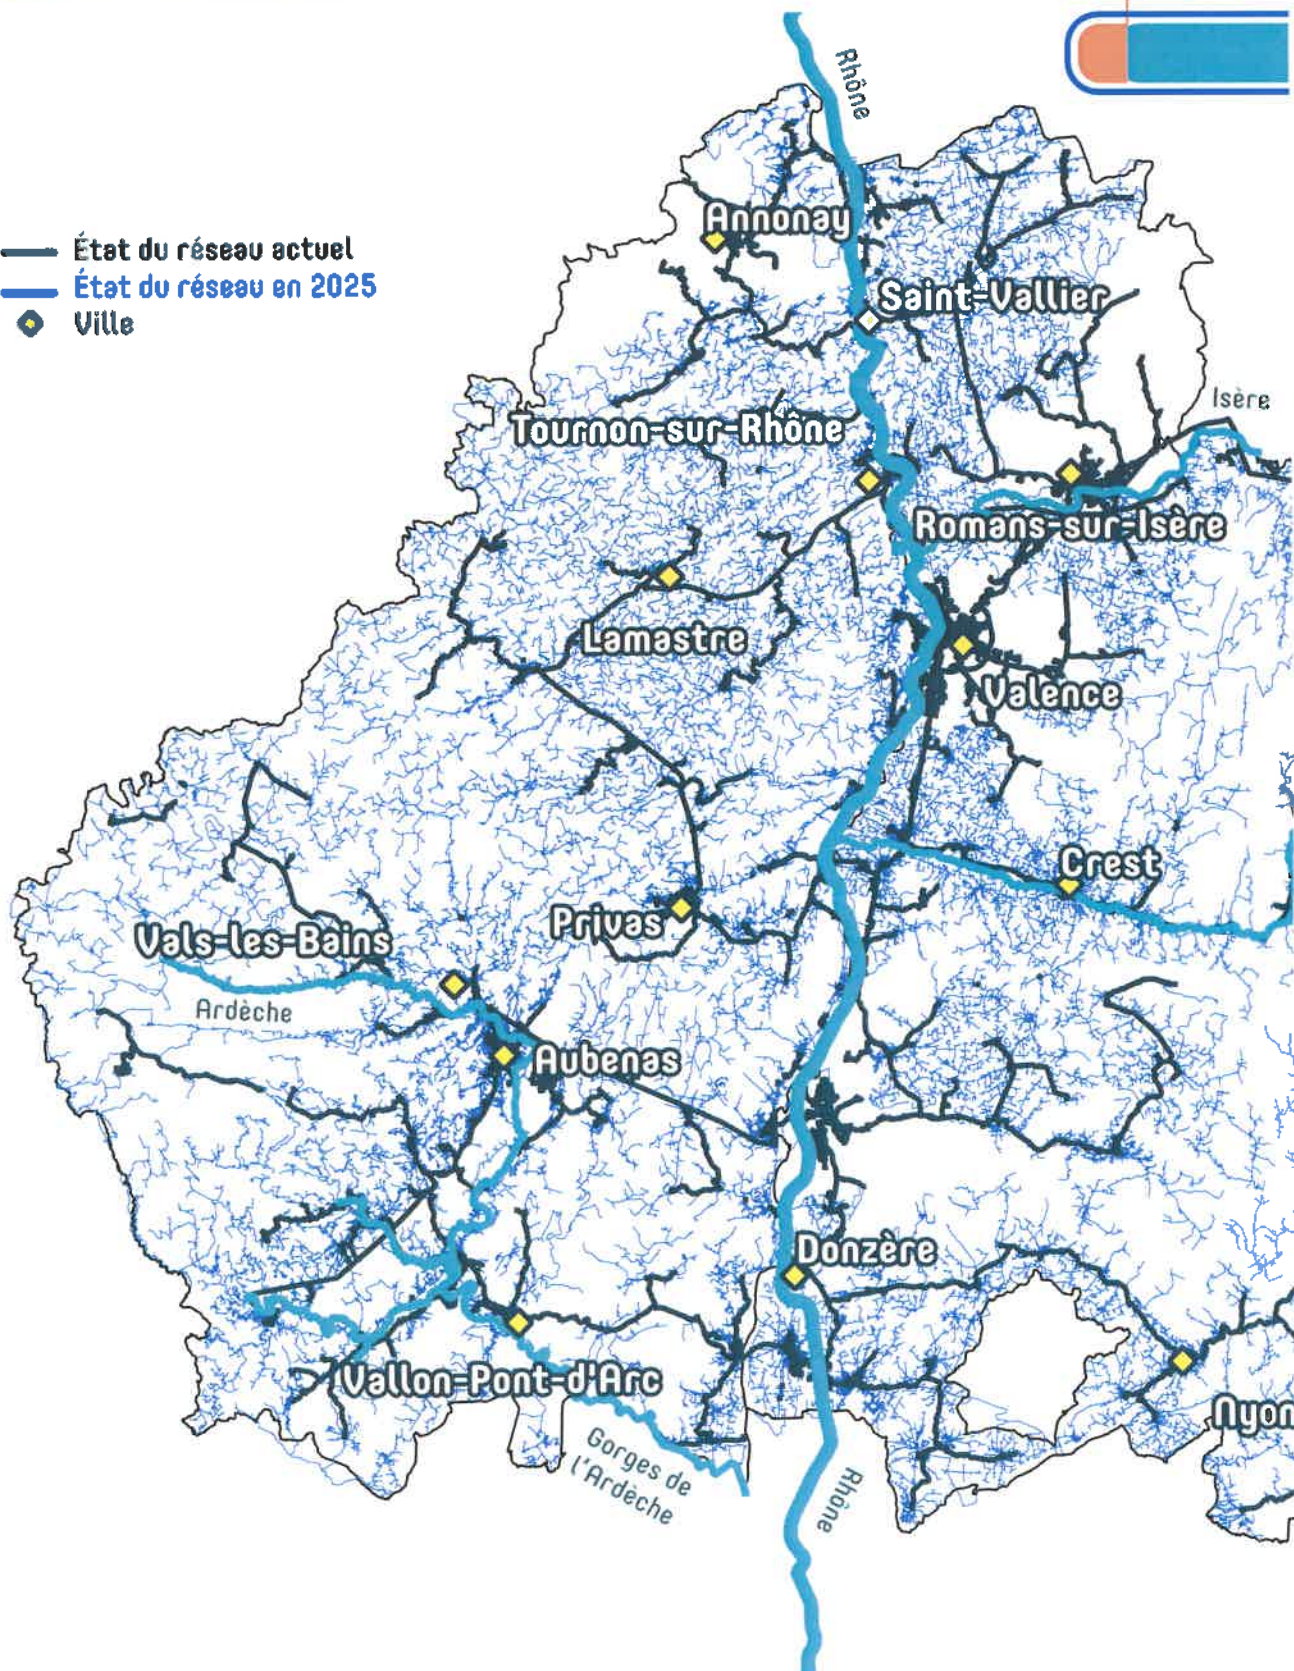 Rhône
Annonay
État du réseau actuel
État du réseau en 2025
Ville
Saint-Vallier
Isère
Tournon-sur-Rhône
Romans-sur-Isère
Lamastre
Valence
Crest
Privas
Vals-les-Bains
Ardèche
Aubenas
Donzère
Vallon-Pont-d'Arc
Nyon
Gorges de
l'Ardèche
Rhône